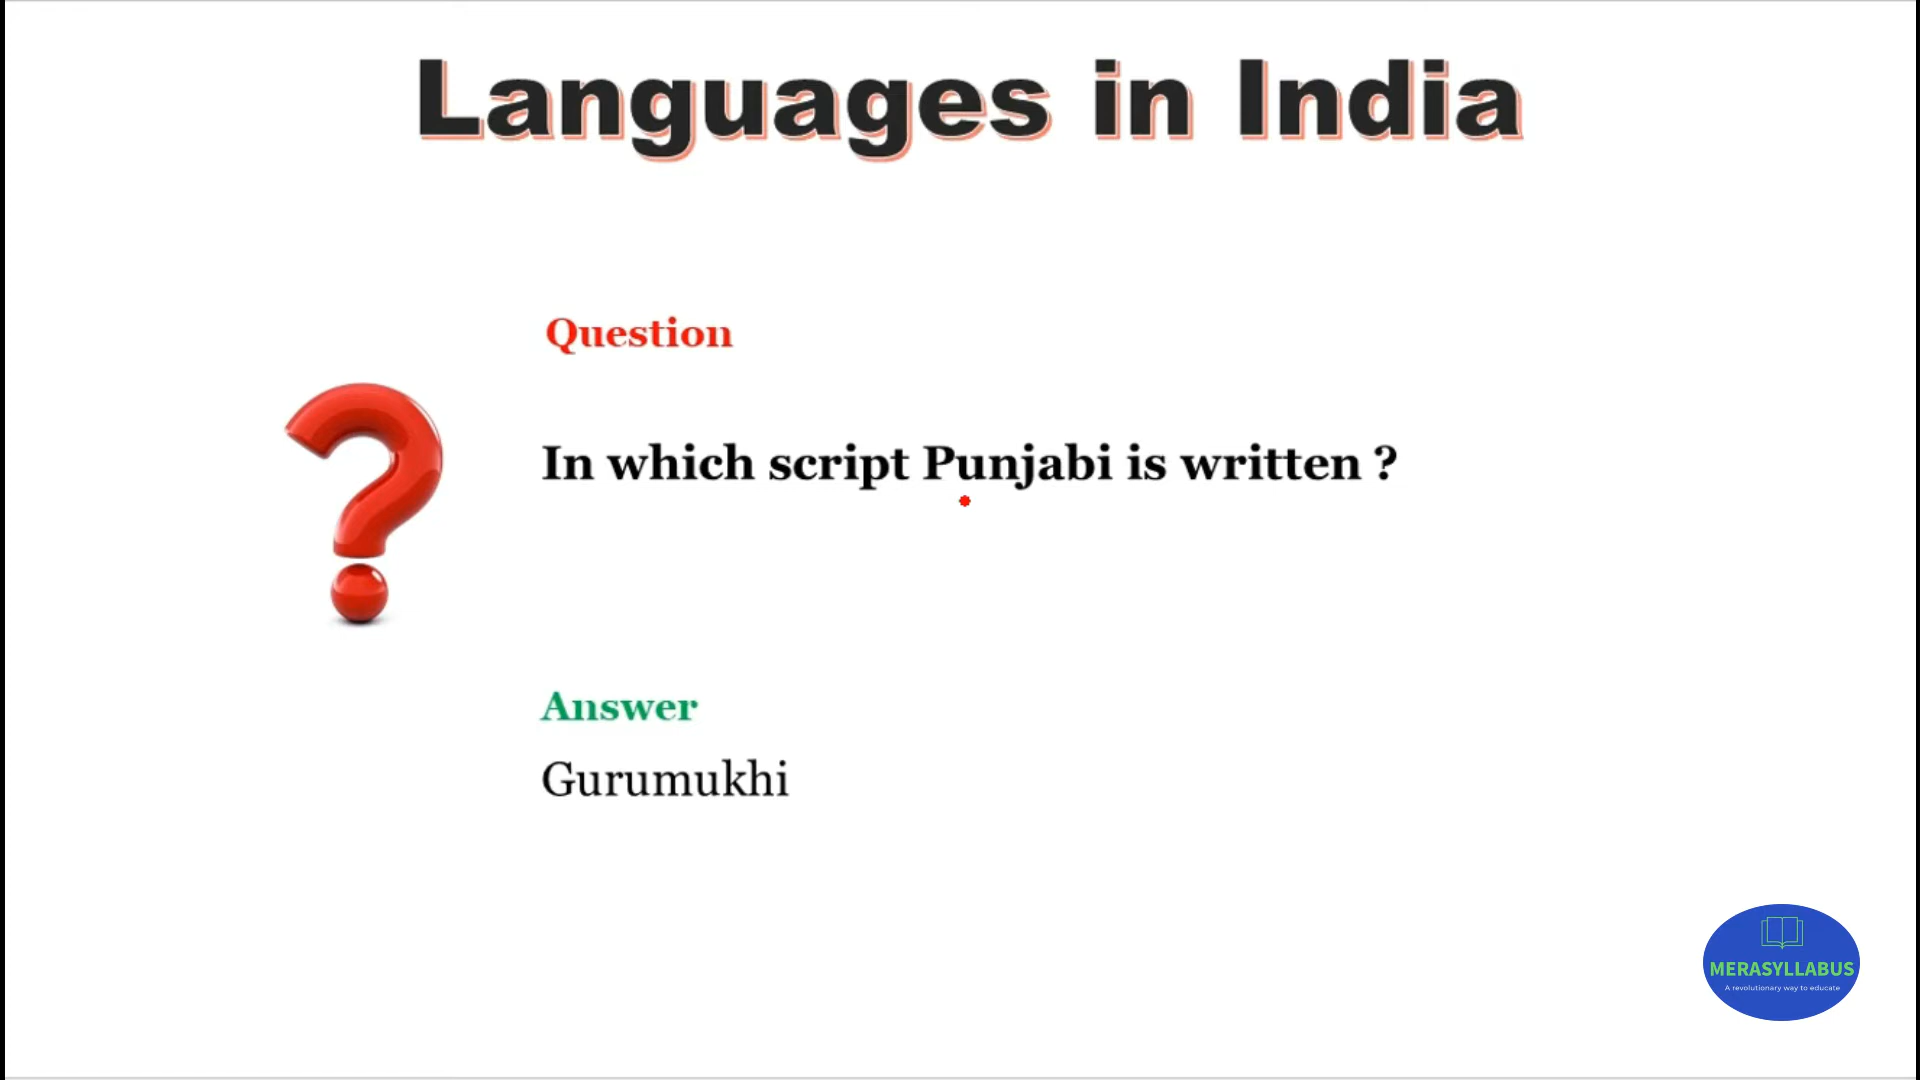 Languages in India
Question
In which script Punjabi is written ?
Answer
Gurumukhi
MERASYLLABUS
A revolutionary way to educate